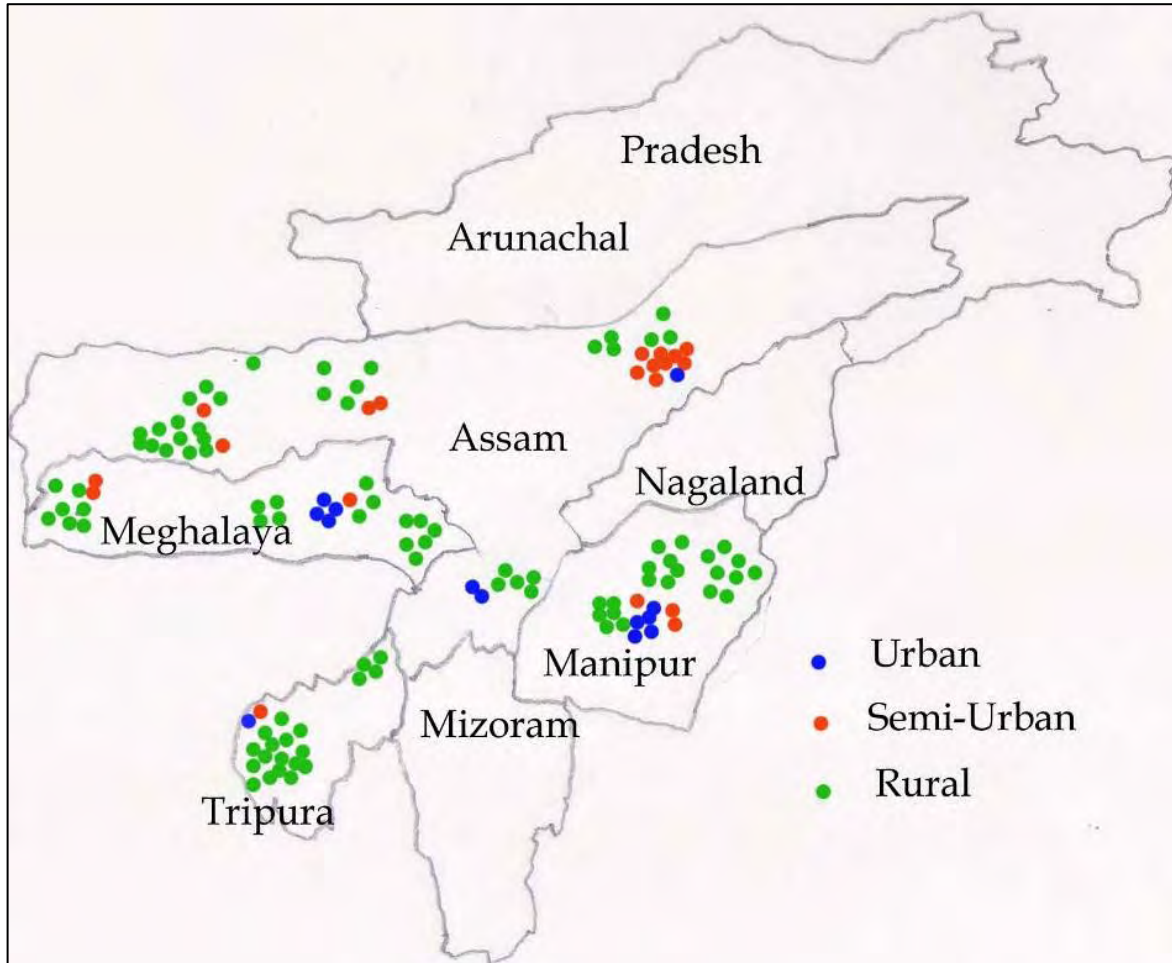 Pradesh
Arunachal
Assam
Nagaland
Meghalaya
Manipur
Mizoram
Tripura
Urban
Semi-Urban
Rural